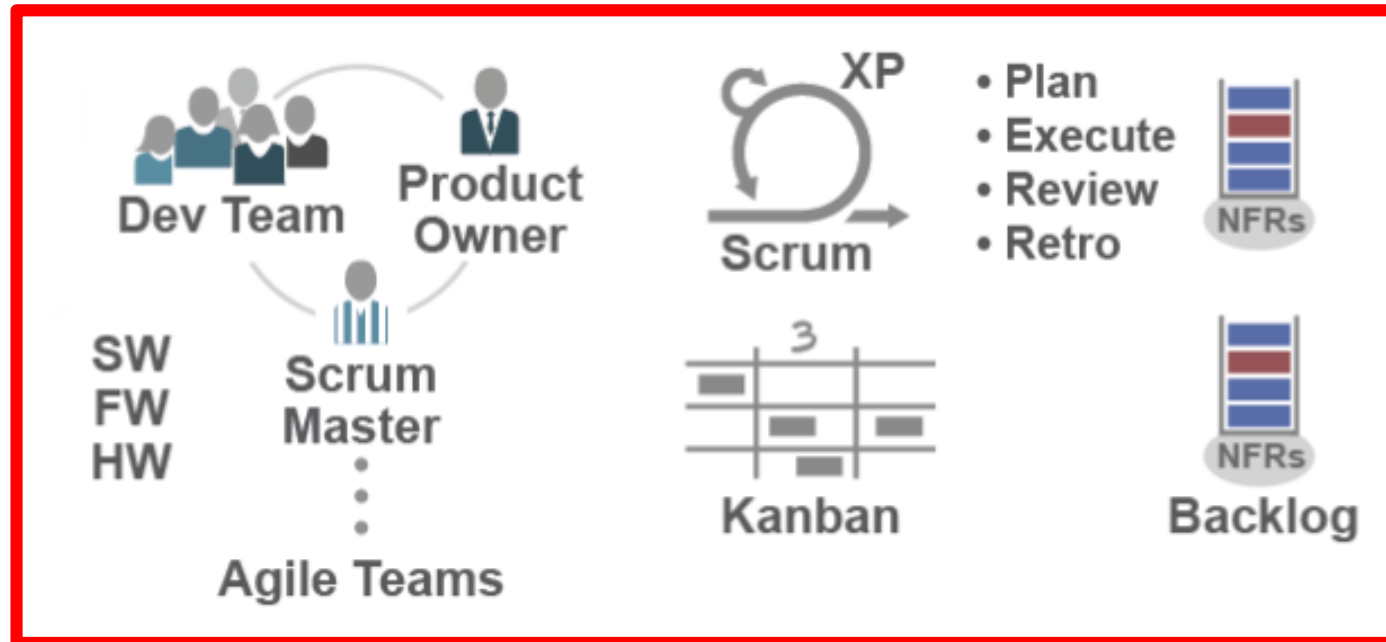 Dev Team
Product
Owner
Scrum
Master
SW
FW
HW
Agile Teams
XP
Scrum
• Plan
• Execute
• Review
• Retro
3
Kanban
NFRs
NFRs
Backlog